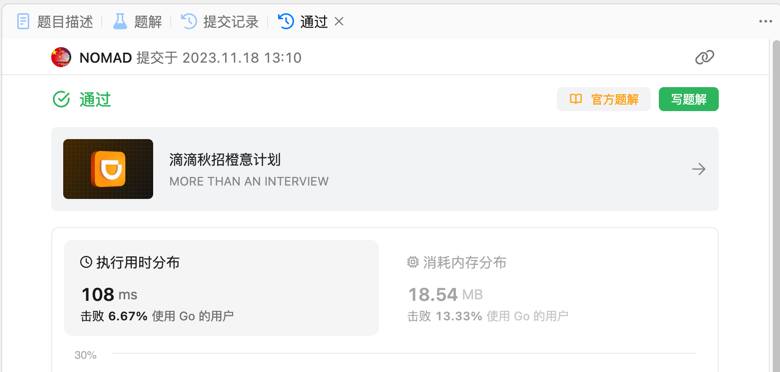 题目描述 题解 提交记录 通过
NOMAD 提交于 2023.11.18 13:10
通过 官方题解 写题解
滴滴秋招橙意计划
MORE THAN AN INTERVIEW
执行用时分布 消耗内存分布
108 ms 18.54 MB
击败 6.67% 使用 Go 的用户 击败 13.33% 使用 Go 的用户
30%